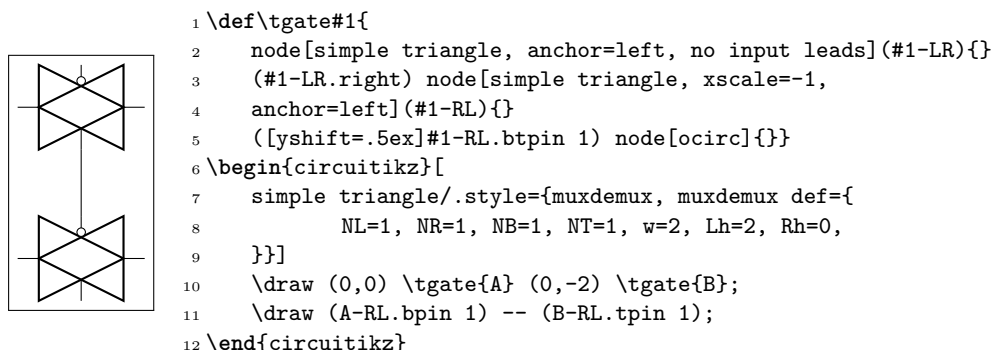 1 \def\tgate#1{
2 node[simple triangle, anchor=left, no input leads](#1-LR){}
3 (#1-LR.right) node[simple triangle, xscale=-1,
4 anchor=left](#1-RL){}
5 ([yshift=.5ex]#1-RL.btpin 1) node[ocirc]{}}
6 \begin{circuitikz}[
7 simple triangle/.style={muxdemux, muxdemux def={
8 NL=1, NR=1, NB=1, NT=1, w=2, Lh=2, Rh=0,
9 }}]
10 \draw (0,0) \tgate{A} (0,-2) \tgate{B};
11 \draw (A-RL.bpin 1) -- (B-RL.tpin 1);
12 \end{circuitikz}